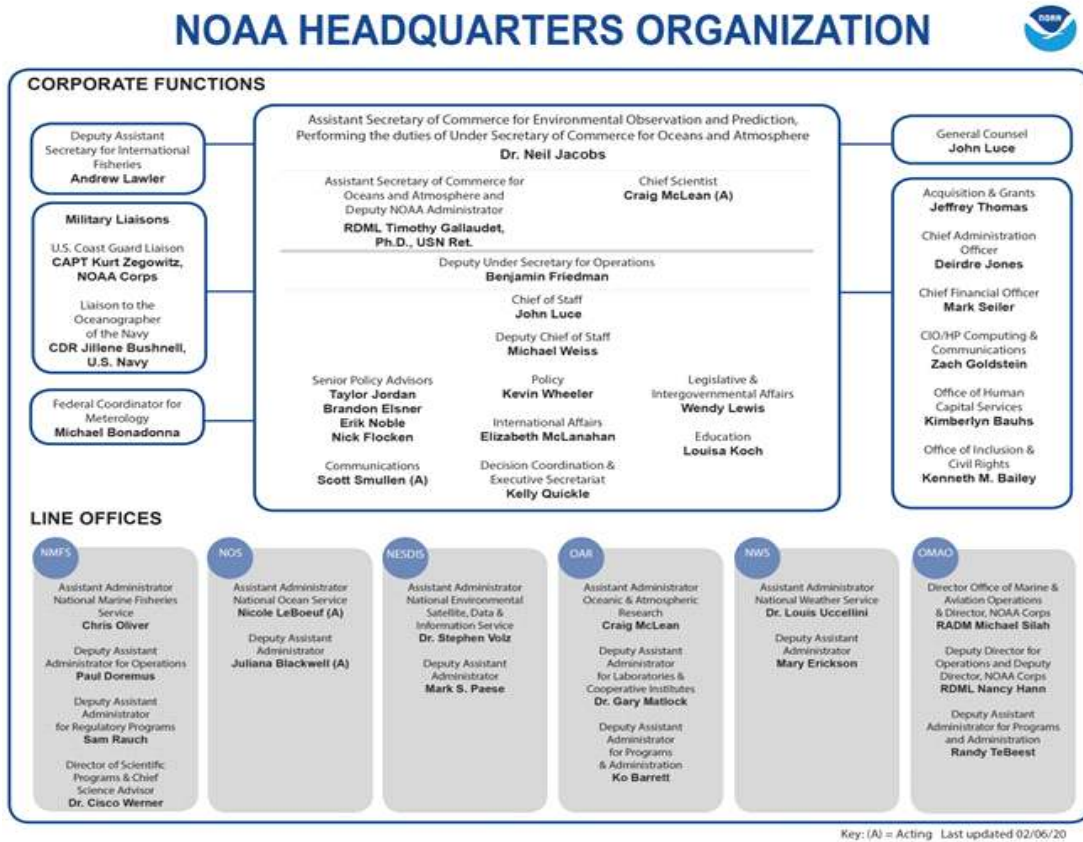 NOAA HEADQUARTERS ORGANIZATION
NOAA
CORPORATE FUNCTIONS
Deputy Assistant
Secretary for International
Fisheries
Andrew Lawler
Military Liaisons
U.S. Coast Guard Liaison
CAPT Kurt Zegowitz,
NOAA Corps
Liaison to the
Oceanographer
of the Navy
CDR Jillene Bushnell,
U.S. Navy
Federal Coordinator for
Meterology
Michael Bonadonna
Assistant Secretary of Commerce for Environmental Observation and Prediction,
Performing the duties of Under Secretary of Commerce for Oceans and Atmosphere
Dr. Neil Jacobs
Assistant Secretary of Commerce for
Oceans and Atmosphere and
Deputy NOAA Administrator
RDML Timothy Gallaudet,
Ph.D., USN Ret.
Chief Scientist
Craig McLean (A)
Deputy Under Secretary for Operations
Benjamin Friedman
Chief of Staff
John Luce
Deputy Chief of Staff
Michael Weiss
Senior Policy Advisors
Taylor Jordan
Brandon Elsner
Erik Noble
Nick Flocken
Communications
Scott Smullen (A)
Policy
Kevin Wheeler
International Affairs
Elizabeth McLanahan
Decision Coordination &
Executive Secretariat
Kelly Quickle
Legislative &
Intergovernmental Affairs
Wendy Lewis
Education
Louisa Koch
General Counsel
John Luce
Acquisition & Grants
Jeffrey Thomas
Chief Administration
Officer
Deirdre Jones
Chief Financial Officer
Mark Seiler
CIO/HP Computing &
Communications
Zach Goldstein
Office of Human
Capital Services
Kimberlyn Bauhs
Office of Inclusion &
Civil Rights
Kenneth M. Bailey
LINE OFFICES
NMFS
Assistant Administrator
National Marine Fisheries
Service
Chris Oliver
Deputy Assistant
Administrator for Operations
Paul Doremus
Deputy Assistant
Administrator
for Regulatory Programs
Sam Rauch
Director of Scientific
Programs & Chief
Science Advisor
Dr. Cisco Werner
NOS
Assistant Administrator
National Ocean Service
Nicole LeBoeuf (A)
Deputy Assistant
Administrator
Juliana Blackwell (A)
NESDIS
Assistant Administrator
National Environmental
Satellite, Data &
Information Service
Dr. Stephen Volz
Deputy Assistant
Administrator
Mark S. Paese
OAR
Assistant Administrator
Oceanic & Atmospheric
Research
Craig McLean
Deputy Assistant
Administrator
for Laboratories &
Cooperative Institutes
Dr. Gary Matlock
Deputy Assistant
Administrator
for Programs
& Administration
Ko Barrett
NWS
Assistant Administrator
National Weather Service
Dr. Louis Uccellini
Deputy Assistant
Administrator
Mary Erickson
OMAO
Director Office of Marine &
Aviation Operations
& Director, NOAA Corps
RADM Michael Silah
Deputy Director for
Operations and Deputy
Director, NOAA Corps
RDML Nancy Hann
Deputy Assistant
Administrator for Programs
and Administration
Randy TeBeest
Key: (A) = Acting Last updated 02/06/20